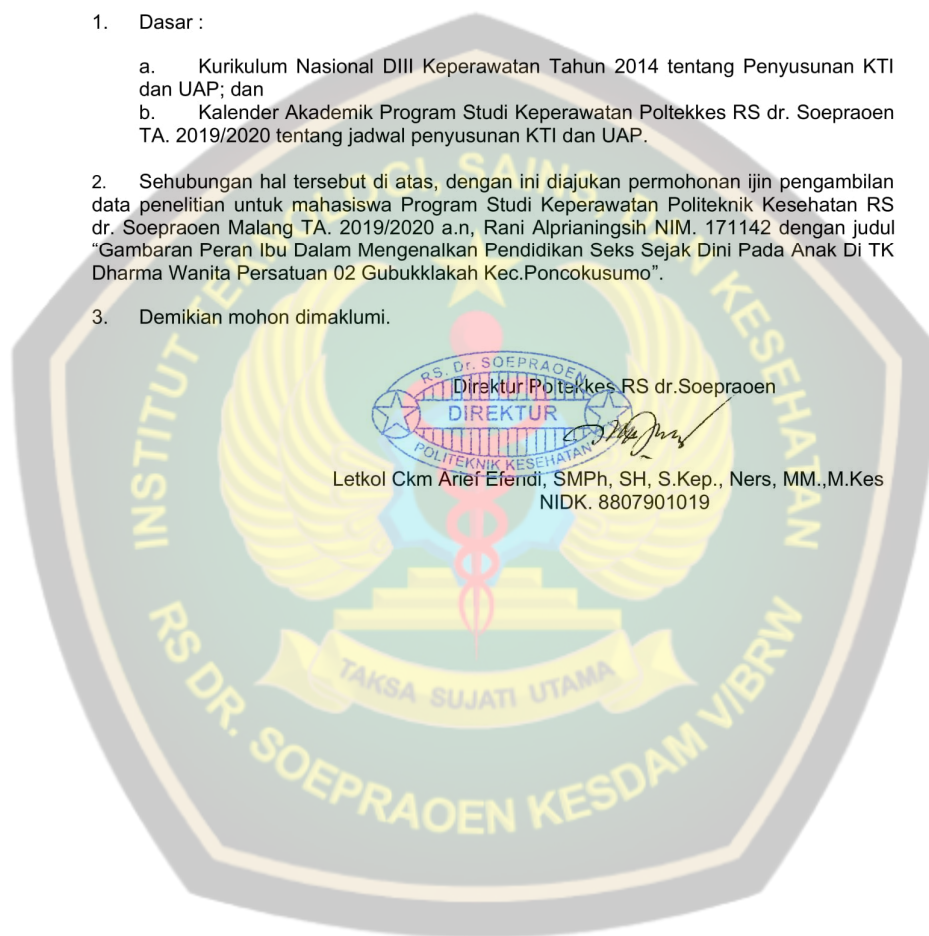 1. Dasar :
a. Kurikulum Nasional DIII Keperawatan Tahun 2014 tentang Penyusunan KTI
dan UAP; dan
b. Kalender Akademik Program Studi Keperawatan Poltekkes RS dr. Soepraoen
TA. 2019/2020 tentang jadwal penyusunan KTI dan UAP.
2. Sehubungan hal tersebut di atas, dengan ini diajukan permohonan ijin pengambilan
data penelitian untuk mahasiswa Program Studi Keperawatan Politeknik Kesehatan RS
dr. Soepraoen Malang TA. 2019/2020 a.n, Rani Alprianingsih NIM. 171142 dengan judul
“Gambaran Peran Ibu Dalam Mengenalkan Pendidikan Seks Sejak Dini Pada Anak Di TK
Dharma Wanita Persatuan 02 Gubukklakah Kec.Poncokusumo”.
3. Demikian mohon dimaklumi.
RS. Dr. SOEPRAOEN
Direktur Poltekkes RS dr.Soepraoen
DIREKTUR
POLITEKNIK KESEHATAN
Letkol Ckm Arief Efendi, SMPh, SH, S.Kep., Ners, MM.,M.Kes
NIDK. 8807901019
INSTITUT TEKNOLOGI, SAINS, DAN KESEHATAN
TAKSA SUJATI UTAMA
RS DR. SOEPRAOEN KESDAM V/BRW